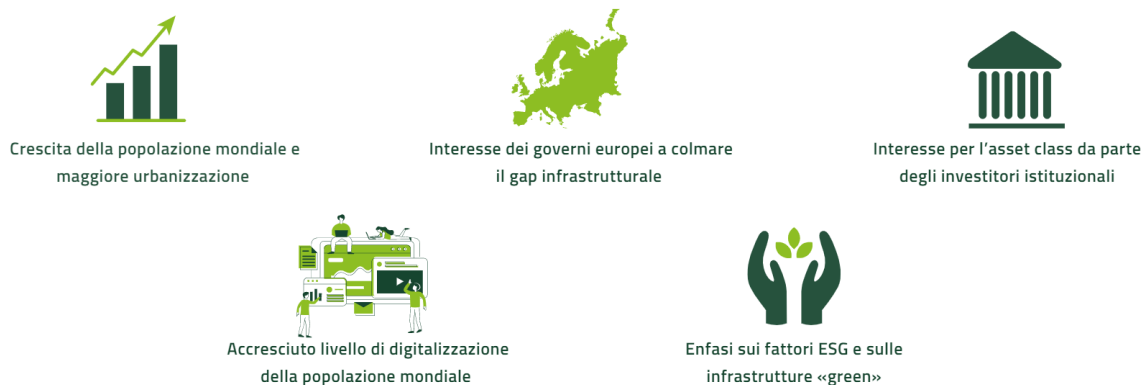 Crescita della popolazione mondiale e
maggiore urbanizzazione
Interesse dei governi europei a colmare
il gap infrastrutturale
Interesse per l'asset class da parte
degli investitori istituzionali
Accresciuto livello di digitalizzazione
della popolazione mondiale
Enfasi sui fattori ESG e sulle
infrastrutture «green»